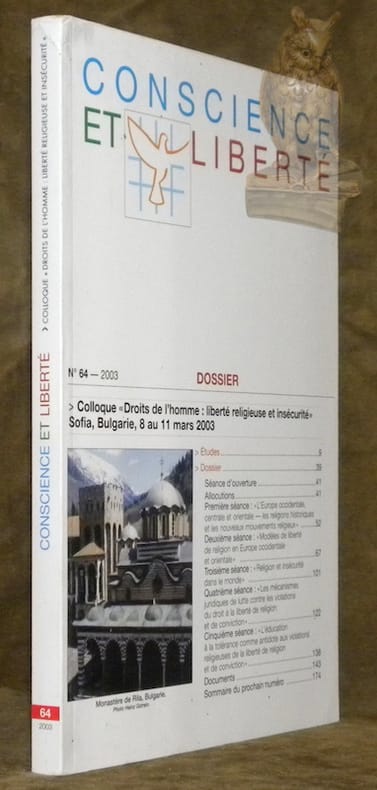 CONSCIENCE
ET LIBERTÉ
N° 64 — 2003
DOSSIER
> Colloque «Droits de l'homme : liberté religieuse et insécurité»
Sofia, Bulgarie, 8 au 11 mars 2003
> Études 5
> Dossier 39
Séance d'ouverture 41
Allocutions 41
Première séance : «L'Europe occidentale,
centrale et orientale — les religions historiques
et les nouveaux mouvements religieux» 52
Deuxième séance : «Modèles de liberté
de religion en Europe occidentale
et orientale» 67
Troisième séance : «Religion et insécurité
dans le monde» 101
Quatrième séance : «Les mécanismes
juridiques de lutte contre les violations
du droit à la liberté de religion
et de conviction» 122
Cinquième séance : «L'éducation
à la tolérance comme antidote aux violations
religieuses de la liberté de religion
et de conviction» 136
Documents 143
Sommaire du prochain numéro 174
Monastère de Rila, Bulgarie.
Photo Heinz
CONSCIENCE ET LIBERTÉ > COLLOQUE «DROITS DE L'HOMME : LIBERTÉ RELIGIEUSE ET INSÉCURITÉ»
64
2003